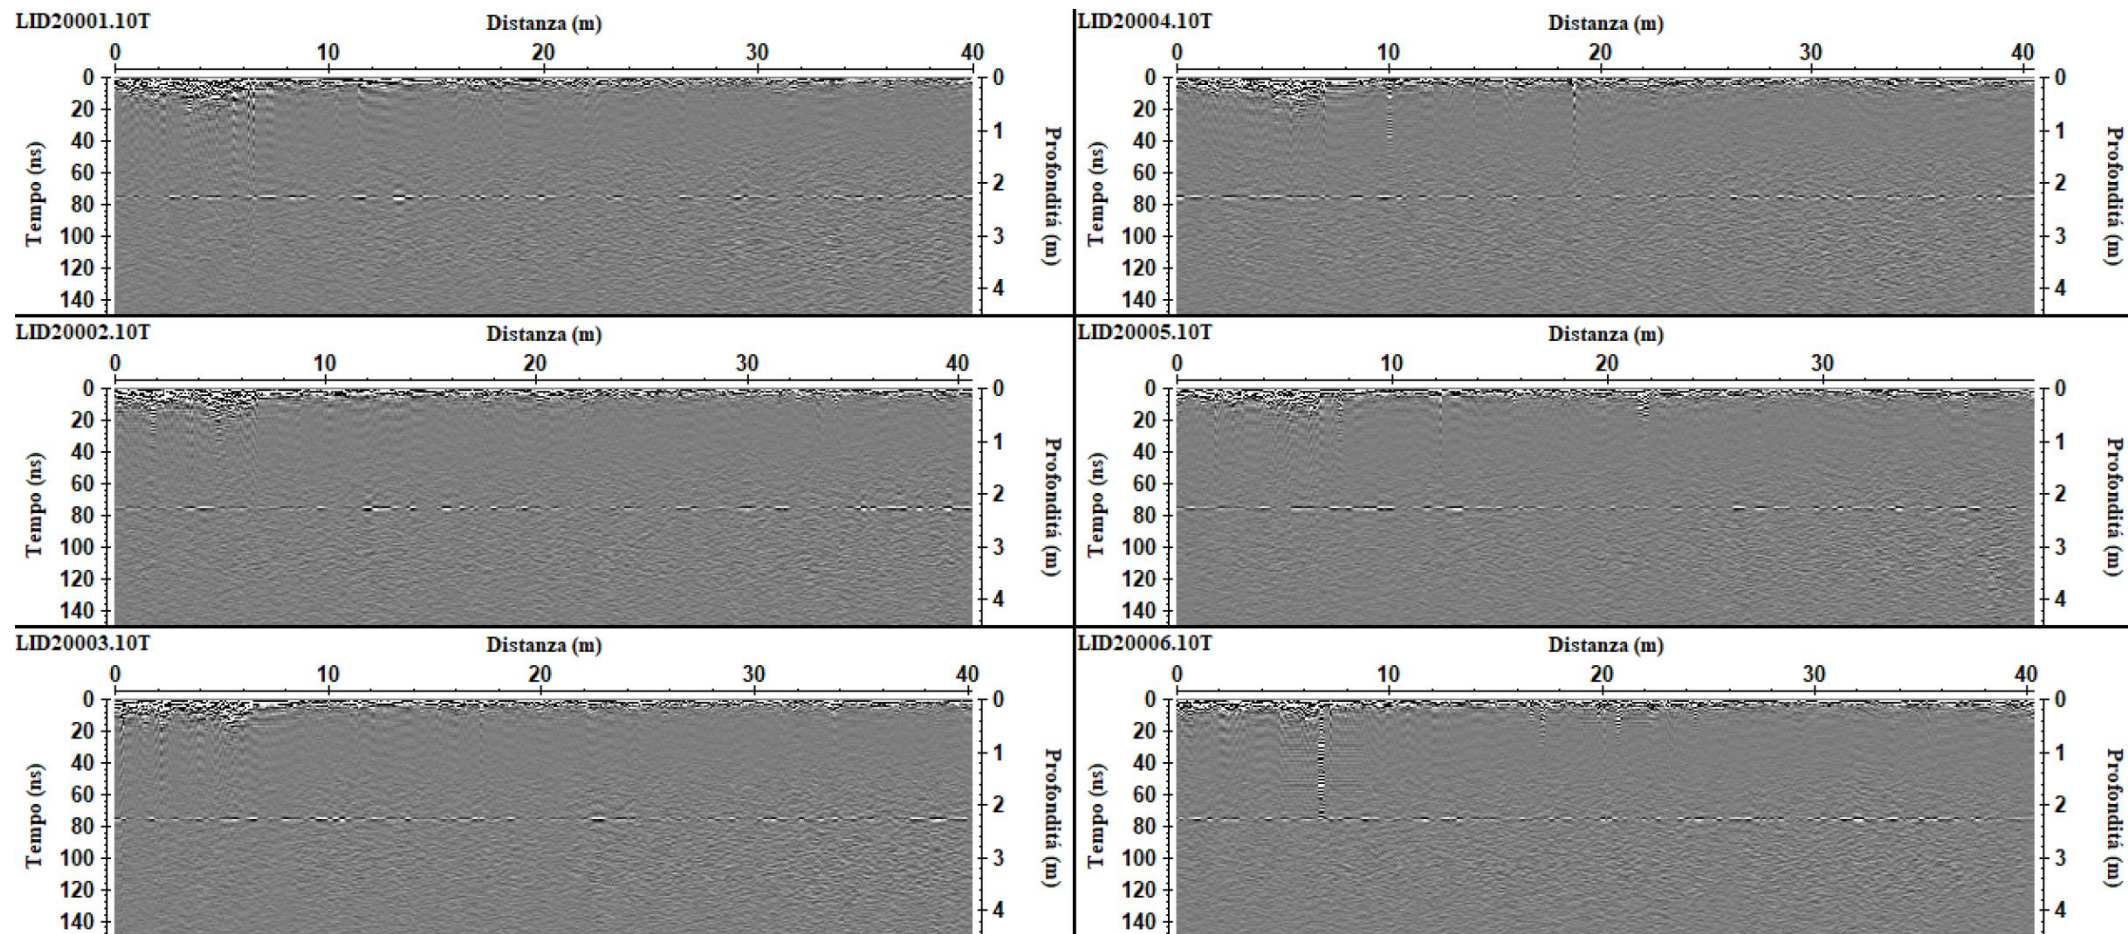 LID20001.10T Distanza (m)
0 10 20 30 40
0 20 40 60 80 100 120 140
Tempo (ns)
0 1 2 3 4
Profonditá (m)
LID20002.10T Distanza (m)
0 10 20 30 40
0 20 40 60 80 100 120 140
Tempo (ns)
0 1 2 3 4
Profonditá (m)
LID20003.10T Distanza (m)
0 10 20 30 40
0 20 40 60 80 100 120 140
Tempo (ns)
0 1 2 3 4
Profonditá (m)
LID20004.10T Distanza (m)
0 10 20 30 40
0 20 40 60 80 100 120 140
Tempo (ns)
0 1 2 3 4
Profonditá (m)
LID20005.10T Distanza (m)
0 10 20 30
0 20 40 60 80 100 120 140
Tempo (ns)
0 1 2 3 4
Profonditá (m)
LID20006.10T Distanza (m)
0 10 20 30 40
0 20 40 60 80 100 120 140
Tempo (ns)
0 1 2 3 4
Profonditá (m)